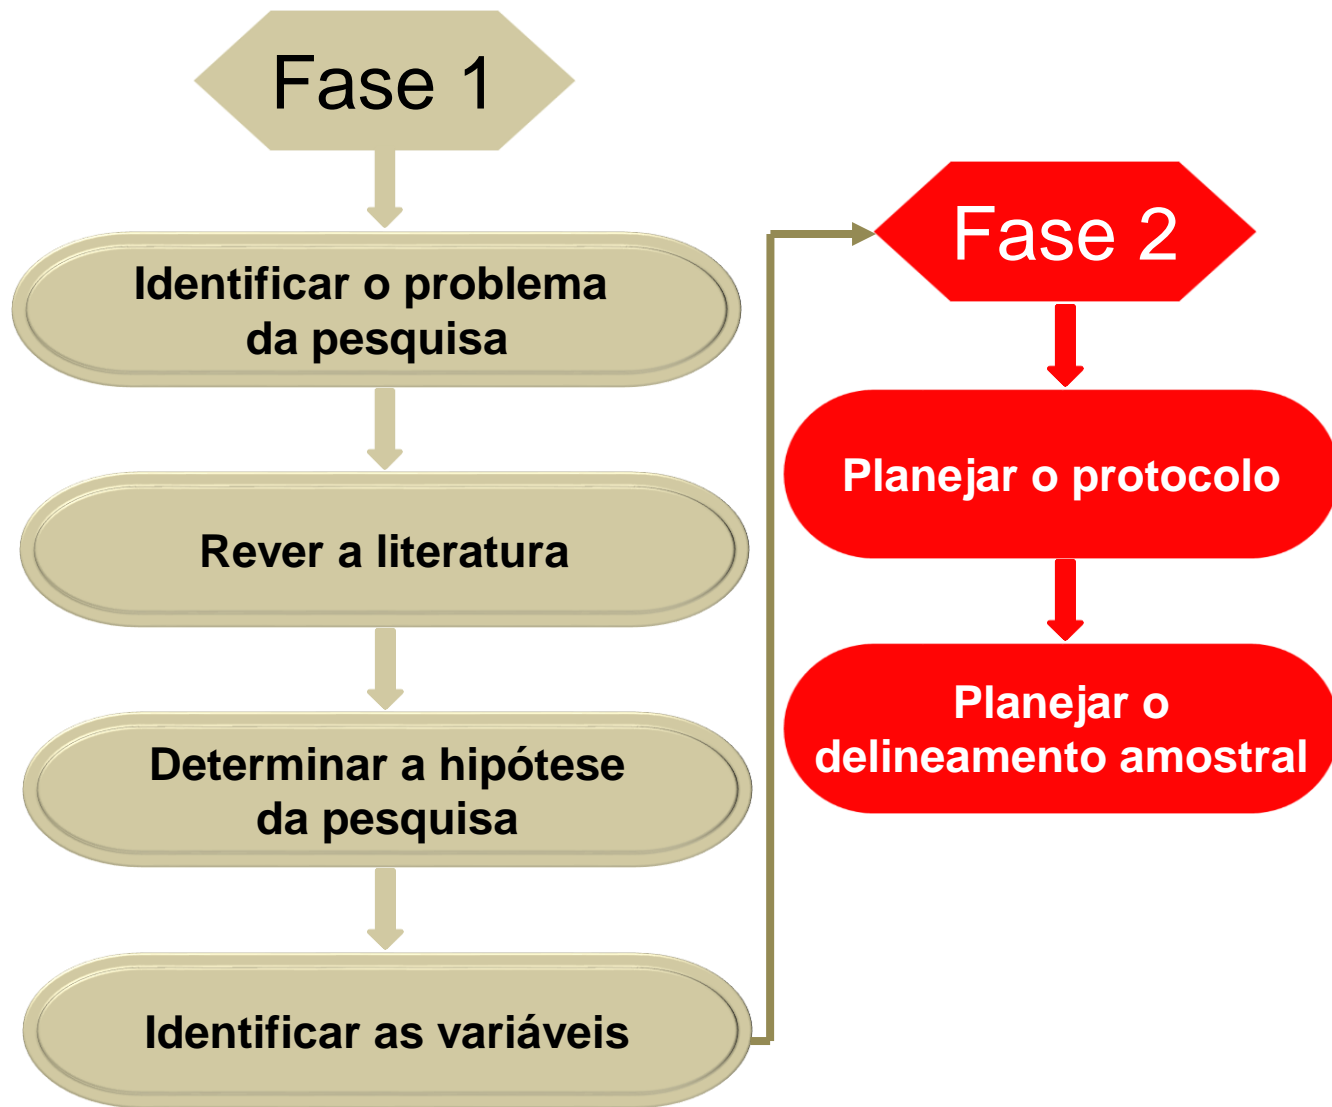 Fase 1
Identificar o problema
da pesquisa
Rever a literatura
Determinar a hipótese
da pesquisa
Identificar as variáveis
Fase 2
Planejar o protocolo
Planejar o
delineamento amostral